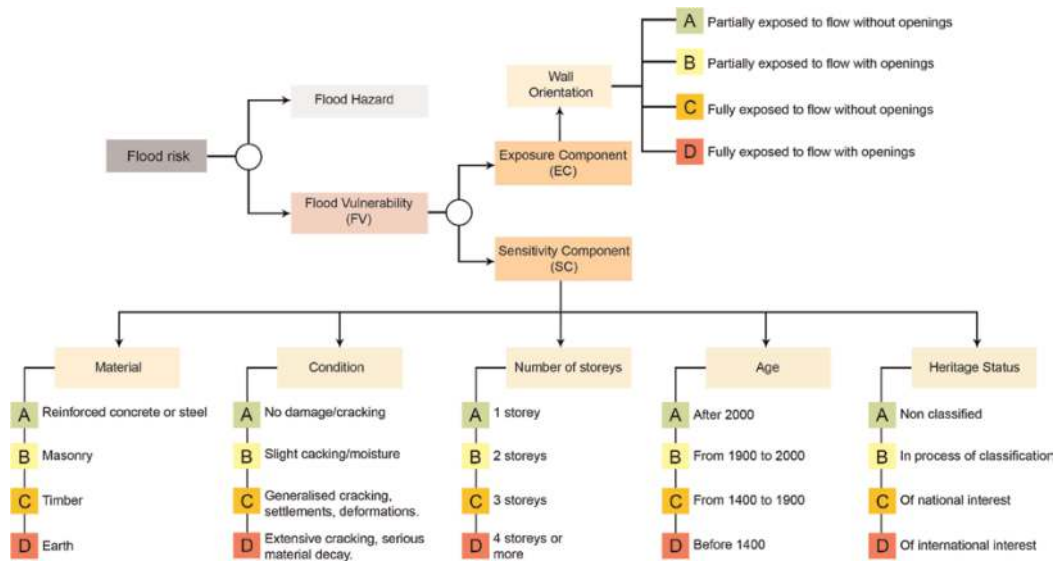 A Partially exposed to flow without openings
B Partially exposed to flow with openings
Wall
Orientation
C Fully exposed to flow without openings
D Fully exposed to flow with openings
Flood Hazard
Flood risk
Exposure Component
(EC)
Flood Vulnerability
(FV)
Sensitivity Component
(SC)
Material
A Reinforced concrete or steel
B Masonry
C Timber
D Earth
Condition
A No damage/cracking
B Slight cacking/moisture
C Generalised cracking,
settlements, deformations.
D Extensive cracking, serious
material decay.
Number of storeys
A 1 storey
B 2 storeys
C 3 storeys
D 4 storeys or
more
Age
A After 2000
B From 1900 to 2000
C From 1400 to 1900
D Before 1400
Heritage Status
A Non classified
B In process of classification
C Of national interest
D Of international interest